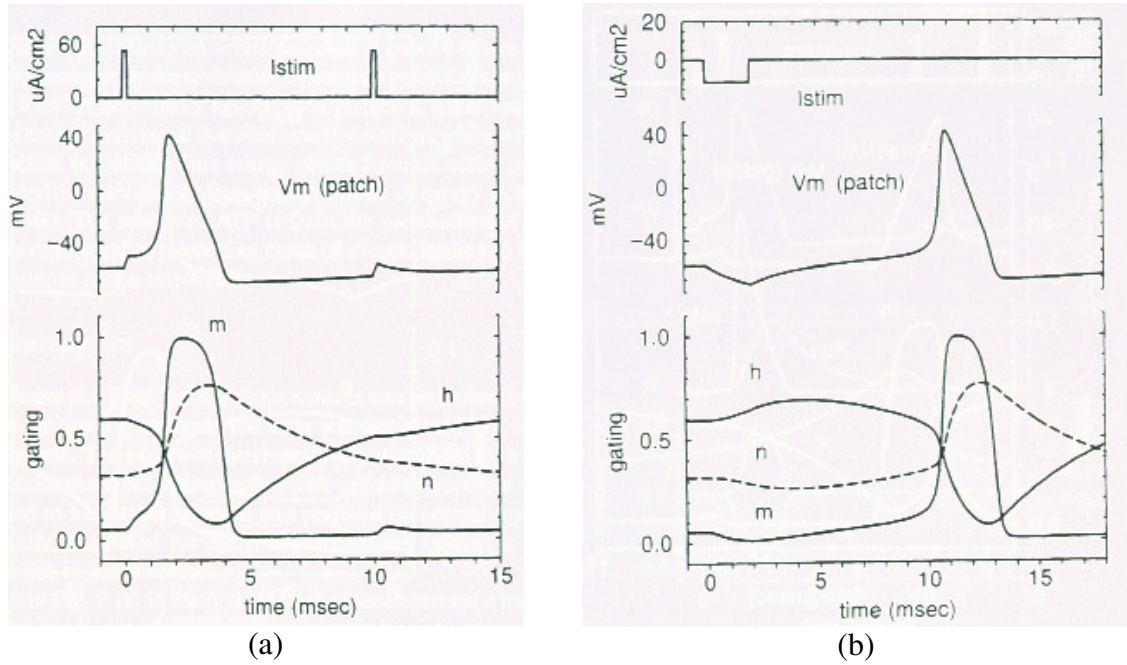 uA/cm2
60
0
Istim
mV
40
0
−40
Vm (patch)
gating
1.0
0.5
0.0
m
h
n
0 5 10 15
time (msec)
(a)
uA/cm2
20
0
Istim
mV
40
0
−40
Vm (patch)
gating
1.0
0.5
0.0
h
n
m
0 5 10 15
time (msec)
(b)